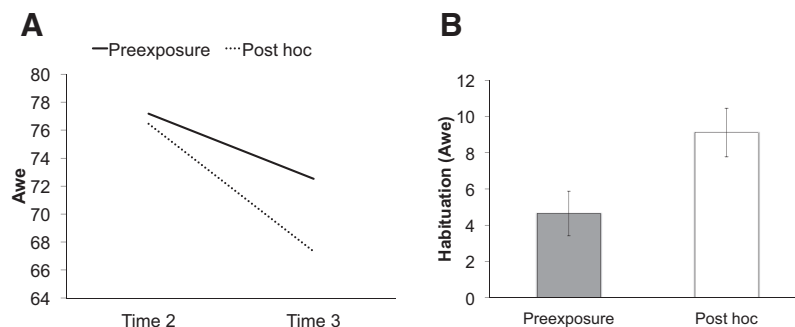 A
Preexposure Post hoc
80
78
76
74
72
70
68
66
64
Awe
Time 2 Time 3
B
12
10
8
6
4
2
0
Habituation (Awe)
Preexposure Post hoc